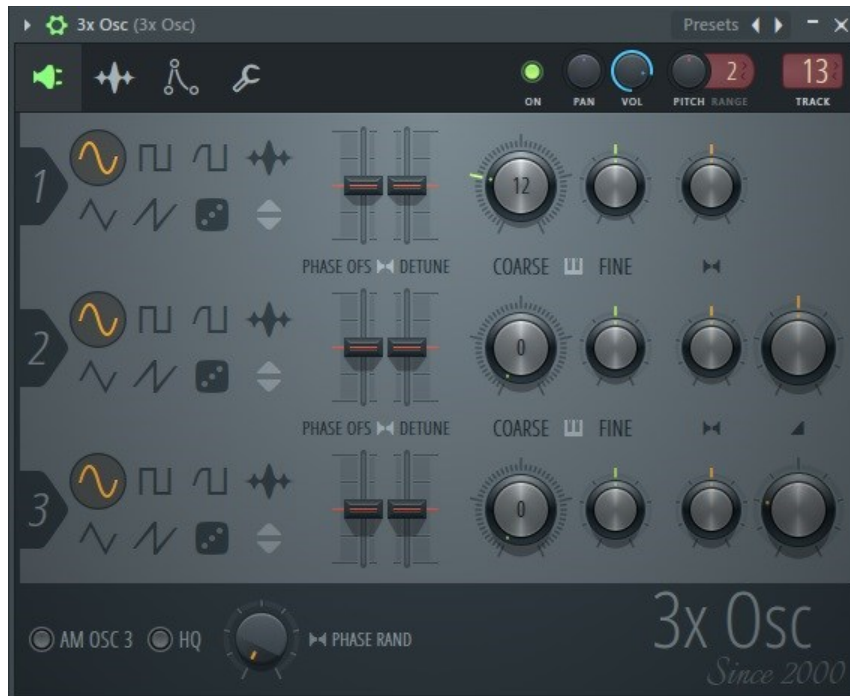 3x Osc (3x Osc) Presets
2 13
ON PAN VOL PITCH RANGE TRACK
1 12
PHASE OFS DETUNE COARSE FINE
2 0
PHASE OFS DETUNE COARSE FINE
3 0
AM OSC 3 HQ PHASE RAND
3x Osc
Since 2000